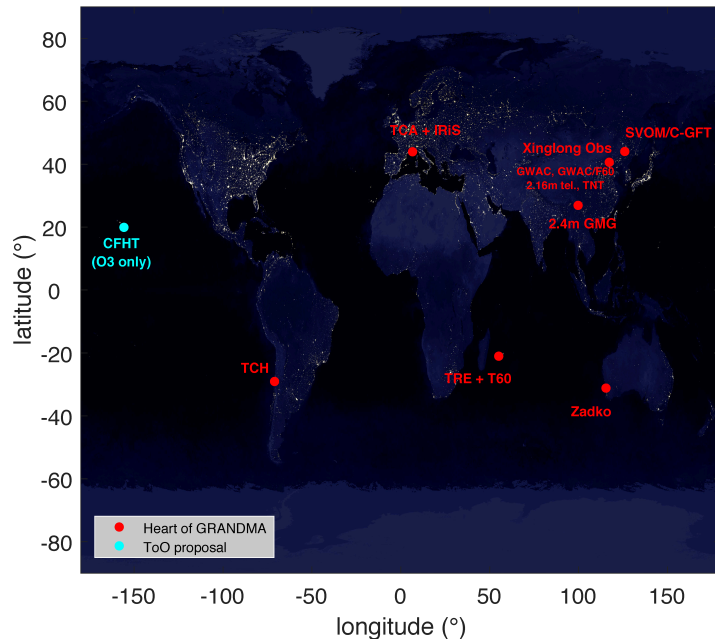 80
60
40
20
0
-20
-40
-60
-80
latitude (°)
TCA + IRiS
SVOM/C-GFT
Xinglong Obs
GWAC, GWAC/F60
2.16m tel., TNT
2.4m GMG
CFHT
(O3 only)
TCH
TRE + T60
Zadko
Heart of GRANDMA
ToO proposal
-150
-100
-50
0
50
100
150
longitude (°)